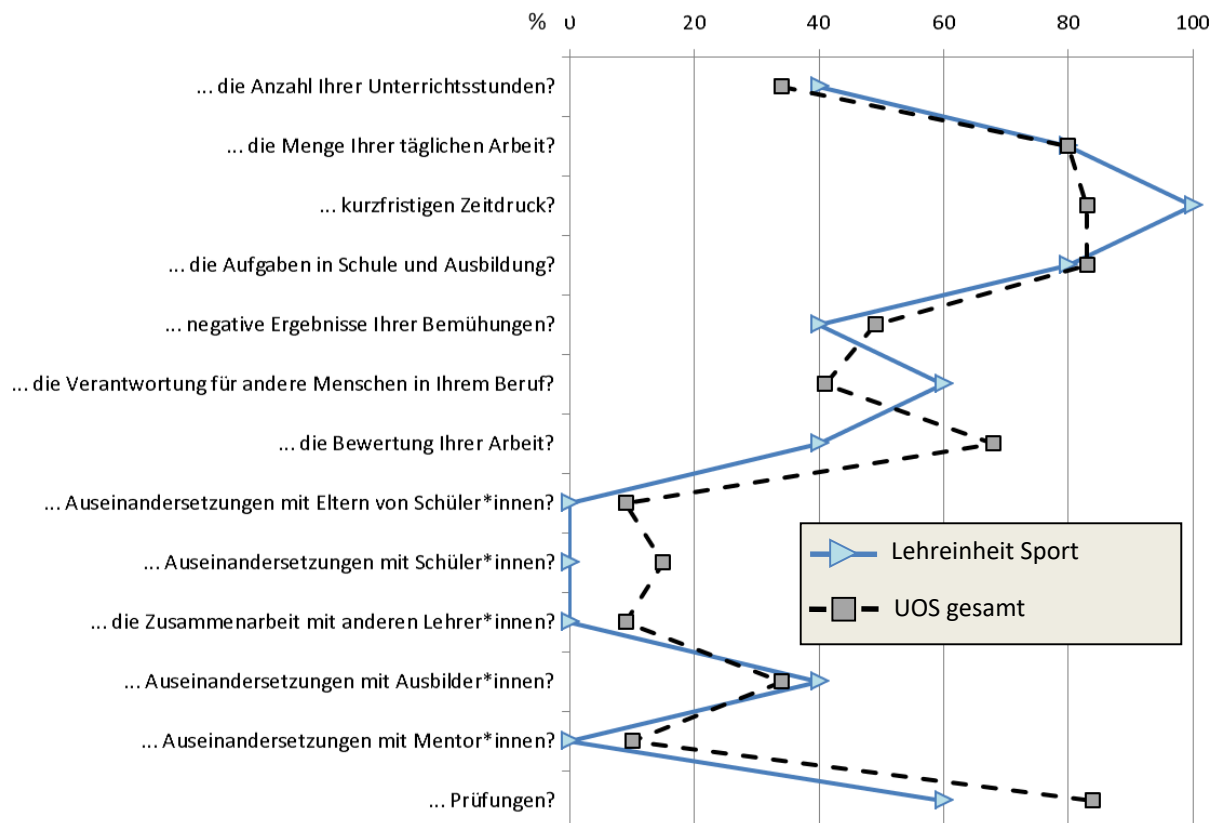 % 0 20 40 60 80 100
... die Anzahl Ihrer Unterrichtsstunden?
... die Menge Ihrer täglichen Arbeit?
... kurzfristigen Zeitdruck?
... die Aufgaben in Schule und Ausbildung?
... negative Ergebnisse Ihrer Bemühungen?
... die Verantwortung für andere Menschen in Ihrem Beruf?
... die Bewertung Ihrer Arbeit?
... Auseinandersetzungen mit Eltern von Schüler*innen?
... Auseinandersetzungen mit Schüler*innen?
... die Zusammenarbeit mit anderen Lehrer*innen?
... Auseinandersetzungen mit Ausbilder*innen?
... Auseinandersetzungen mit Mentor*innen?
... Prüfungen?
Lehreinheit Sport
UOS gesamt